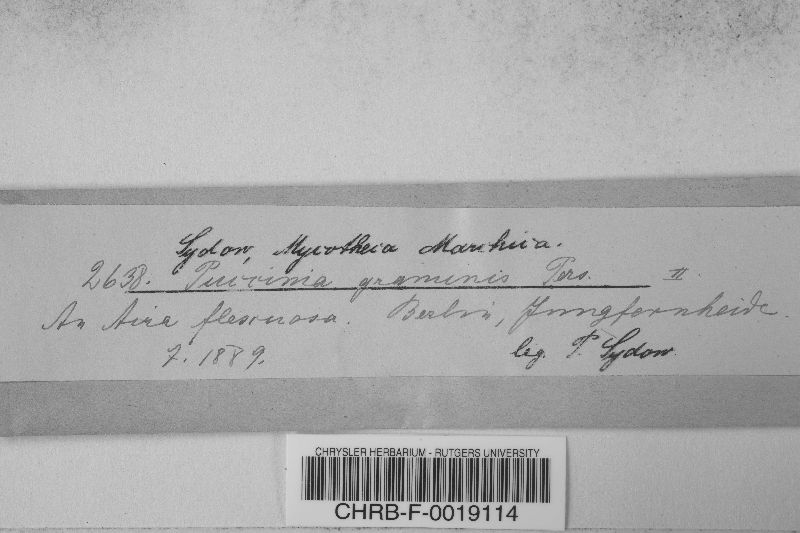 Sydow, Mycotheca Marchica.
2638. Puccinia graminis Pers. II.
An Aira flexuosa. Berlin, Jungfernheide.
7. 1889. leg. P. Sydow.
CHRYSLER HERBARIUM - RUTGERS UNIVERSITY
CHRB-F-0019114